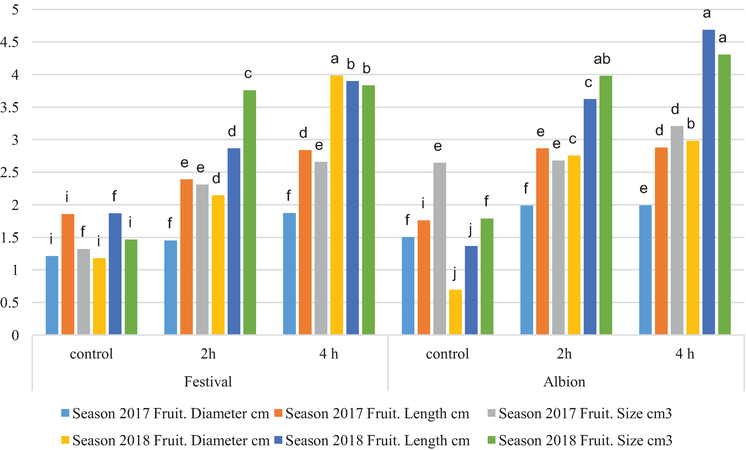 5
4.5
4
3.5
3
2.5
2
1.5
1
0.5
0
i i f i f i
f e e d d c
i d e a b b
f i e j j f
f e e c c ab
e d d b a a
control 2h 4 h control 2h 4 h
Festival Albion
Season 2017 Fruit. Diameter cm Season 2017 Fruit. Length cm Season 2017 Fruit. Size cm3
Season 2018 Fruit. Diameter cm Season 2018 Fruit. Length cm Season 2018 Fruit. Size cm3